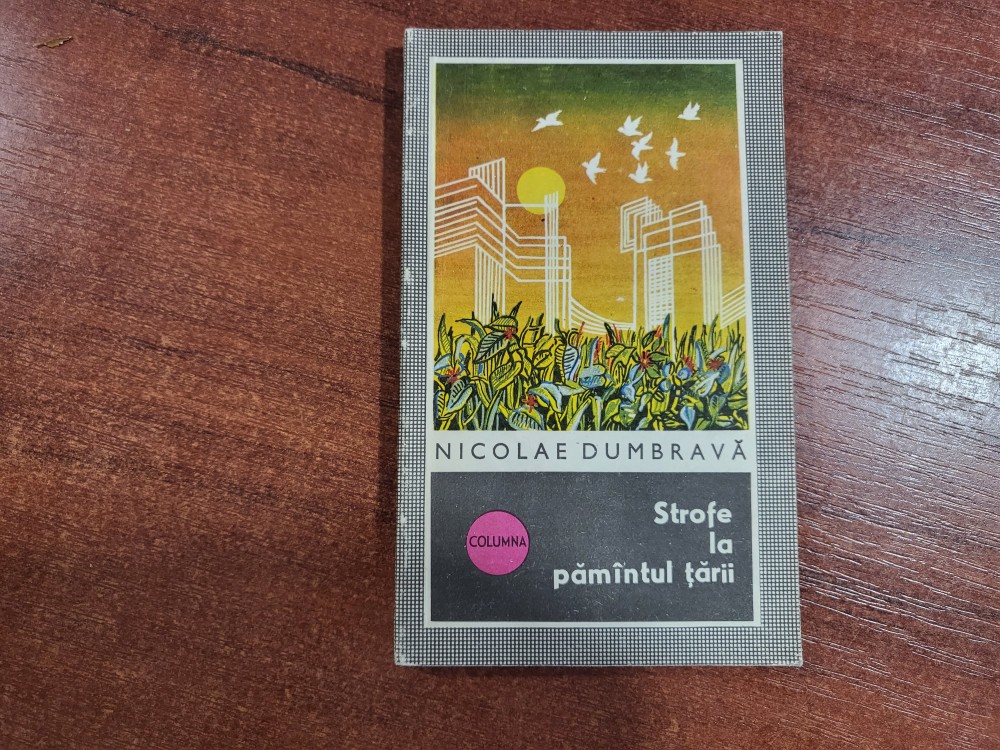 NICOLAE DUMBRAVĂ
COLUMNA
Strofe
la
pămîntul țării